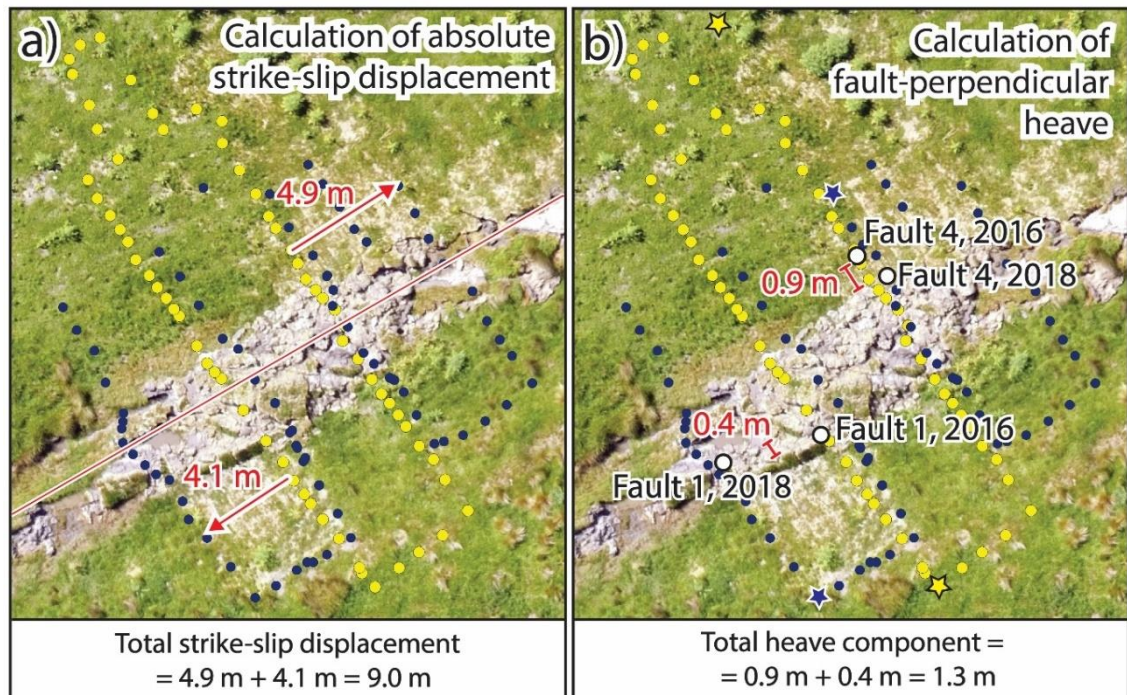 a)
Calculation of absolute
strike-slip displacement
4.9 m
4.1 m
Total strike-slip displacement
= 4.9 m + 4.1 m = 9.0 m
b)
Calculation of
fault-perpendicular
heave
Fault 4, 2016
0.9 m
Fault 4, 2018
0.4 m
Fault 1, 2016
Fault 1, 2018
Total heave component =
= 0.9 m + 0.4 m = 1.3 m